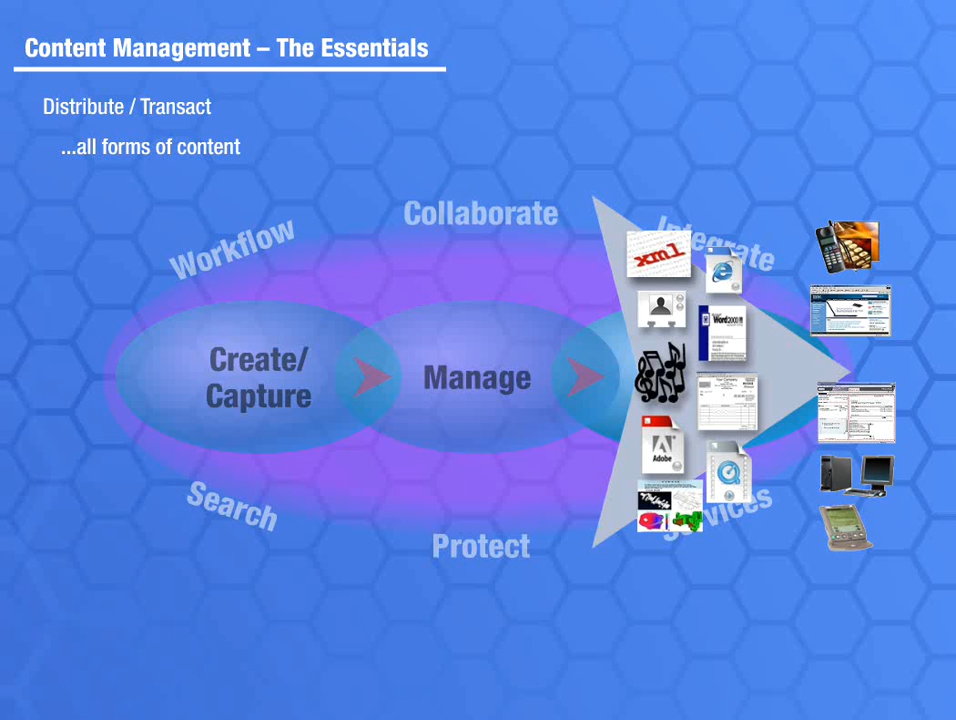 Content Management – The Essentials
Distribute / Transact
...all forms of content
Workflow
Collaborate
Integrate
xml
Word2000
Create/
Capture
Manage
Adobe
Search
Protect
Services